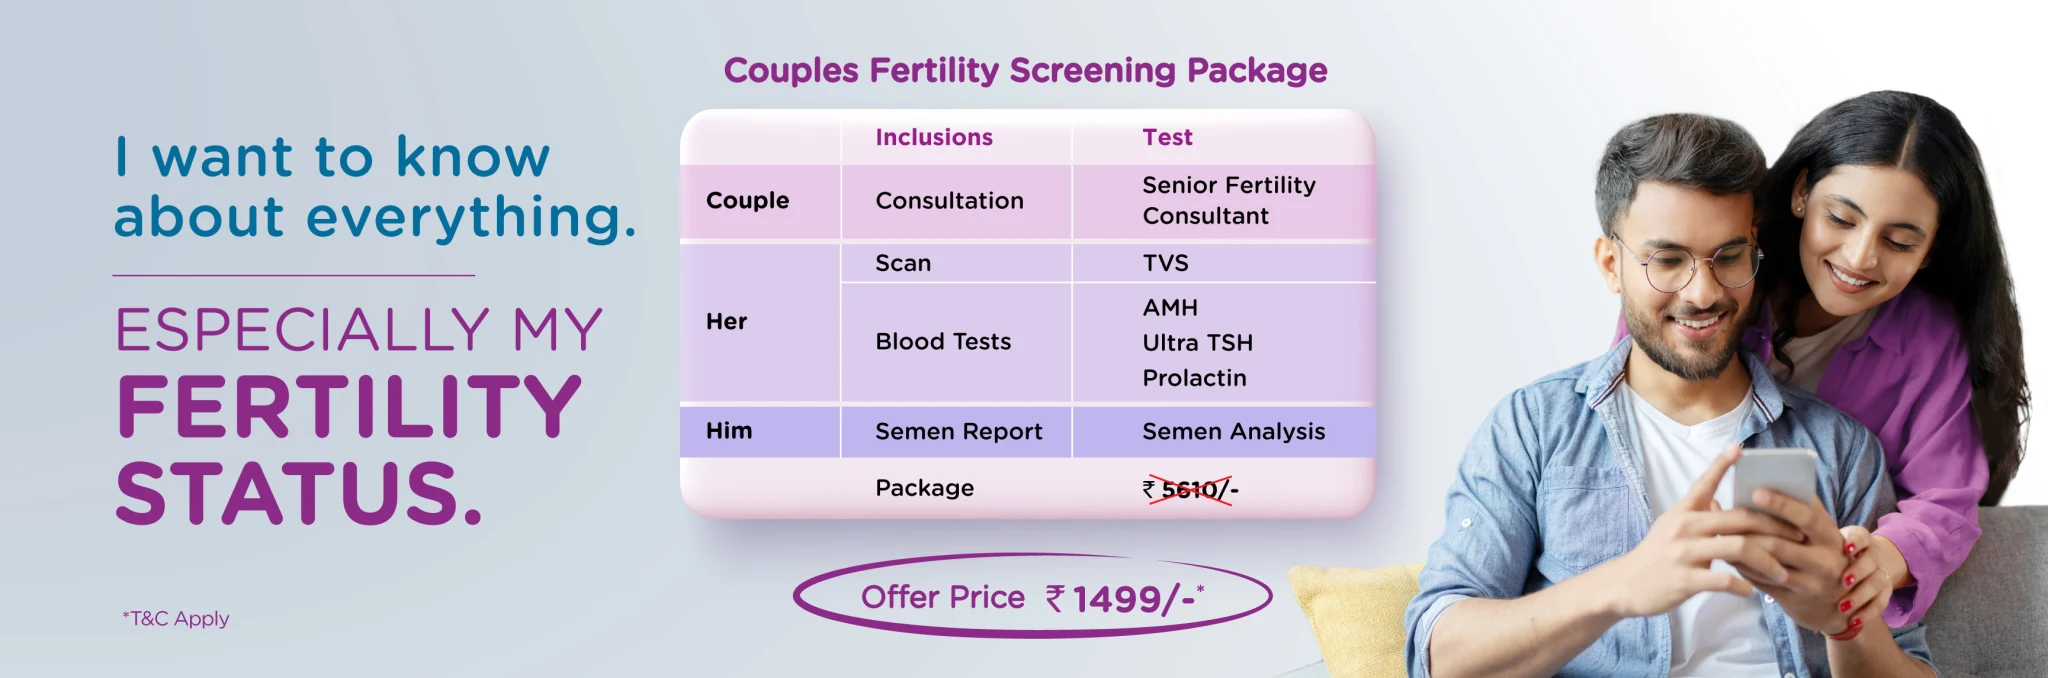 I want to know
about everything.
ESPECIALLY MY
FERTILITY
STATUS.
*T&C Apply
Couples Fertility Screening Package
Inclusions Test
Couple Consultation Senior Fertility
Consultant
Her Scan TVS
Blood Tests AMH
Ultra TSH
Prolactin
Him Semen Report Semen Analysis
Package ₹ 5610/-
Offer Price ₹ 1499/-*